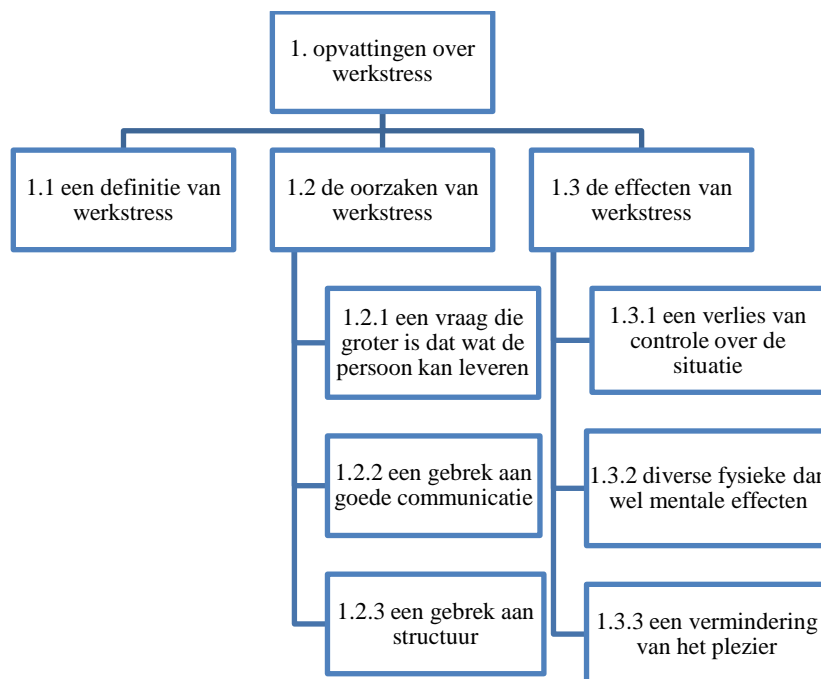 1. opvattingen over
werkstress
1.1 een definitie van
werkstress
1.2 de oorzaken van
werkstress
1.2.1 een vraag die
groter is dat wat de
persoon kan leveren
1.2.2 een gebrek aan
goede communicatie
1.2.3 een gebrek aan
structuur
1.3 de effecten van
werkstress
1.3.1 een verlies van
controle over de
situatie
1.3.2 diverse fysieke dan
wel mentale effecten
1.3.3 een vermindering
van het plezier